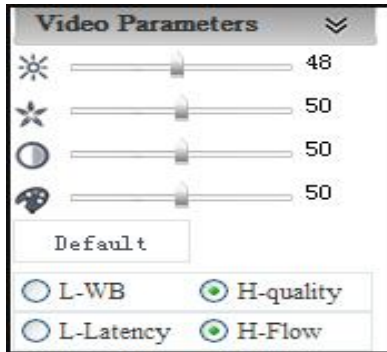 Video Parameters
48
50
50
50
Default
L-WB H-quality
L-Latency H-Flow